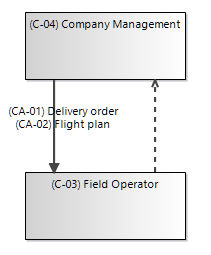 (C-04) Company Management
(CA-01) Delivery order
(CA-02) Flight plan
(C-03) Field Operator